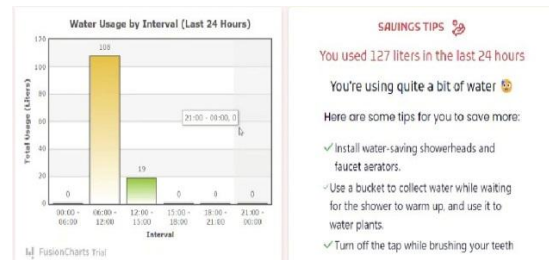 Water Usage by Interval (Last 24 Hours)
Total Usage (Liters)
120
100
80
60
40
20
0
0
108
19
0
0
0
21:00 - 00:00, 0
00:00 - 06:00
06:00 - 12:00
12:00 - 15:00
15:00 - 18:00
18:00 - 21:00
21:00 - 00:00
Interval
FusionCharts Trial
SAVINGS TIPS
You used 127 liters in the last 24 hours
You're using quite a bit of water
Here are some tips for you to save more:
✓Install water-saving showerheads and
faucet aerators.
✓Use a bucket to collect water while waiting
for the shower to warm up, and use it to
water plants.
✓Turn off the tap while brushing your teeth